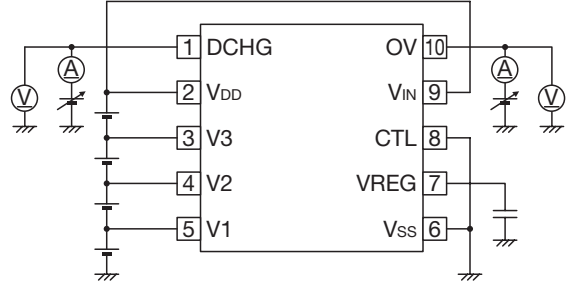 1 DCHG OV 10
A A
V 2 VDD VIN 9 V
3 V3 CTL 8
4 V2 VREG 7
5 V1 VSS 6